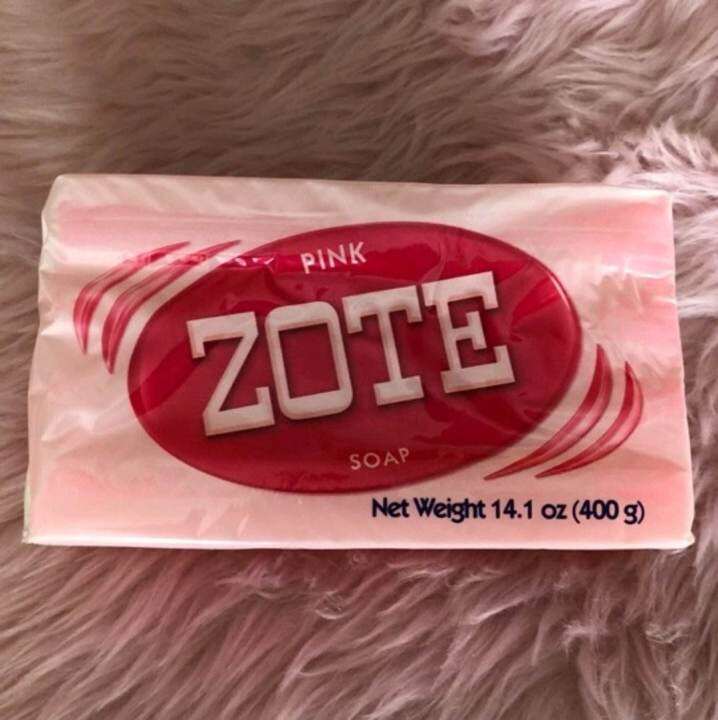 PINK
ZOTE
SOAP
Net Weight 14.1 oz (400 g)